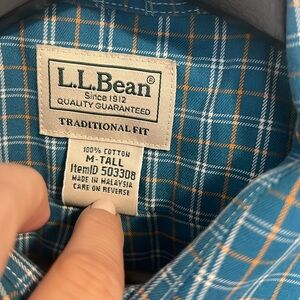 L.L.Bean®
Since 1912
QUALITY GUARANTEED
TRADITIONAL FIT
100% COTTON
M-TALL
ItemID 503308
MADE IN MALAYSIA
CARE ON REVERSE